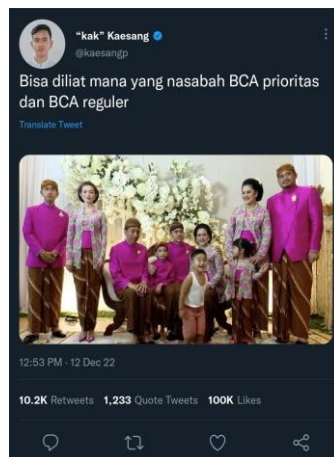 “kak” Kaesang
@kaesangp
Bisa diliat mana yang nasabah BCA prioritas
dan BCA reguler
Translate Tweet
12:53 PM · 12 Dec 22
10.2K Retweets 1,233 Quote Tweets 100K Likes